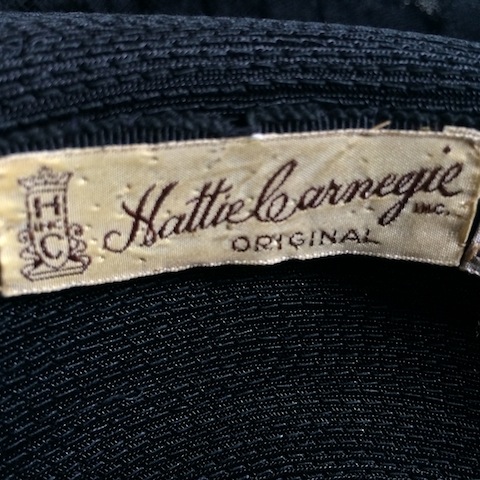 H
C
Hattie Carnegie INC.
ORIGINAL